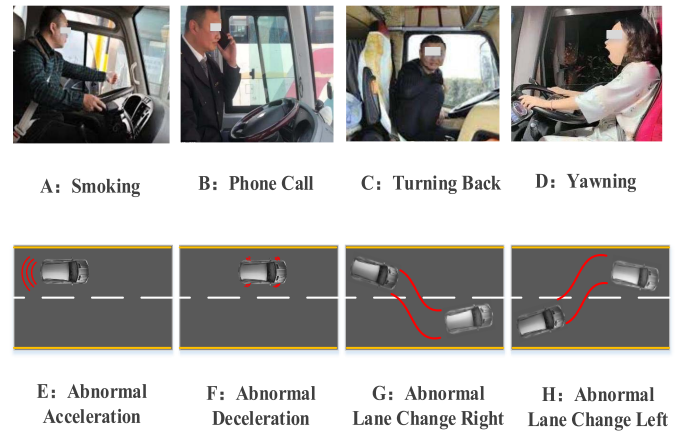 A：Smoking
B：Phone Call
C：Turning Back
D：Yawning
E：Abnormal
Acceleration
F：Abnormal
Deceleration
G：Abnormal
Lane Change Right
H：Abnormal
Lane Change Left